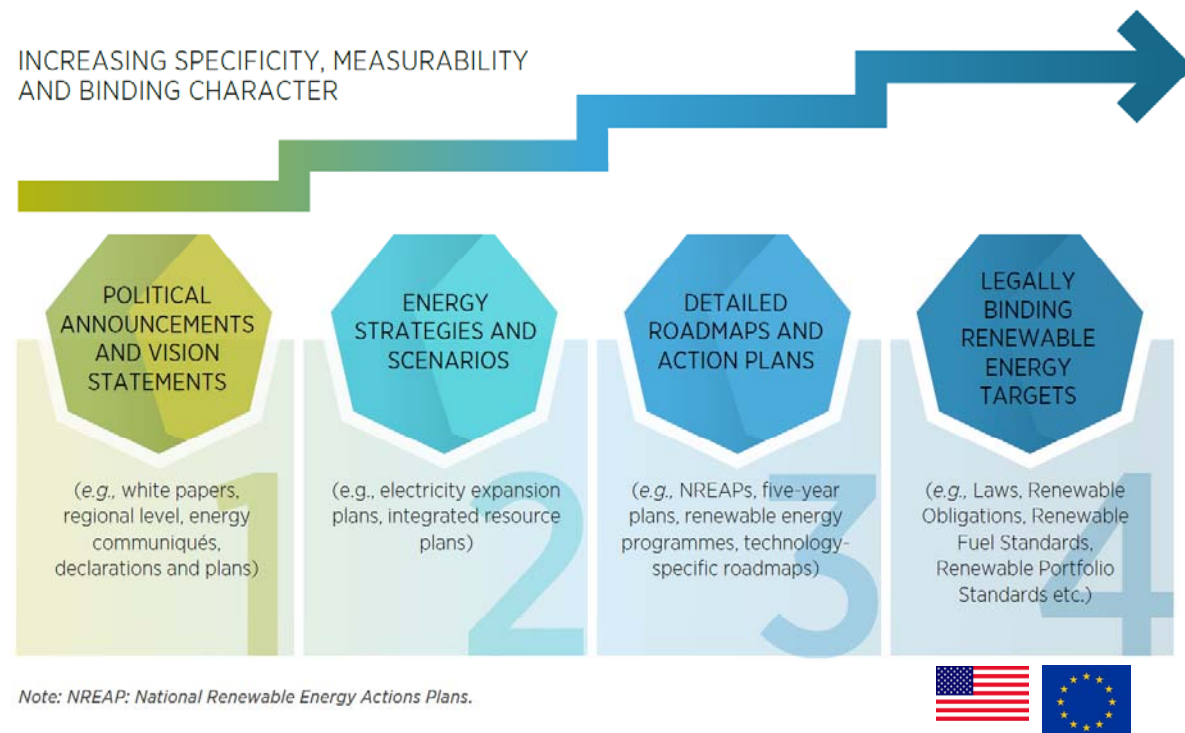 INCREASING SPECIFICITY, MEASURABILITY
AND BINDING CHARACTER
POLITICAL
ANNOUNCEMENTS
AND VISION
STATEMENTS
(e.g., white papers,
regional level, energy
communiqués,
declarations and plans)
1
ENERGY
STRATEGIES AND
SCENARIOS
(e.g., electricity expansion
plans, integrated resource
plans)
2
DETAILED
ROADMAPS AND
ACTION PLANS
(e.g., NREAPs, five-year
plans, renewable energy
programmes, technology-
specific roadmaps)
3
LEGALLY
BINDING
RENEWABLE
ENERGY
TARGETS
(e.g., Laws, Renewable
Obligations, Renewable
Fuel Standards,
Renewable Portfolio
Standards etc.)
4
Note: NREAP: National Renewable Energy Actions Plans.